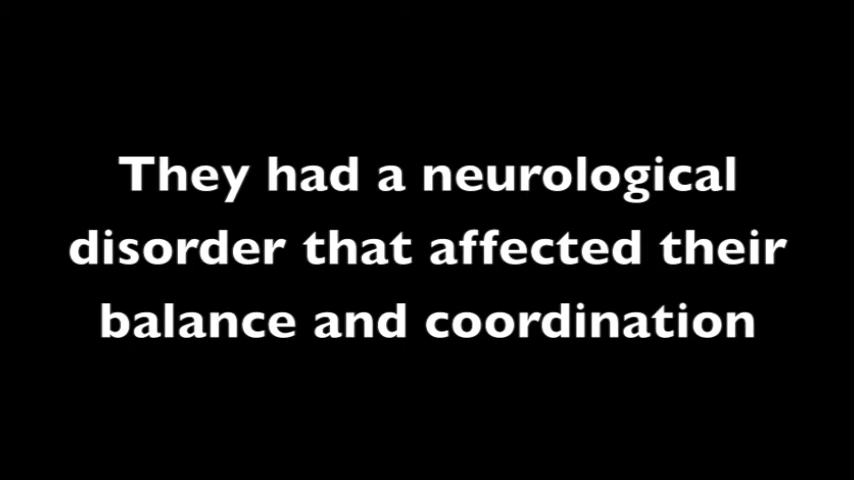 They had a neurological
disorder that affected their
balance and coordination